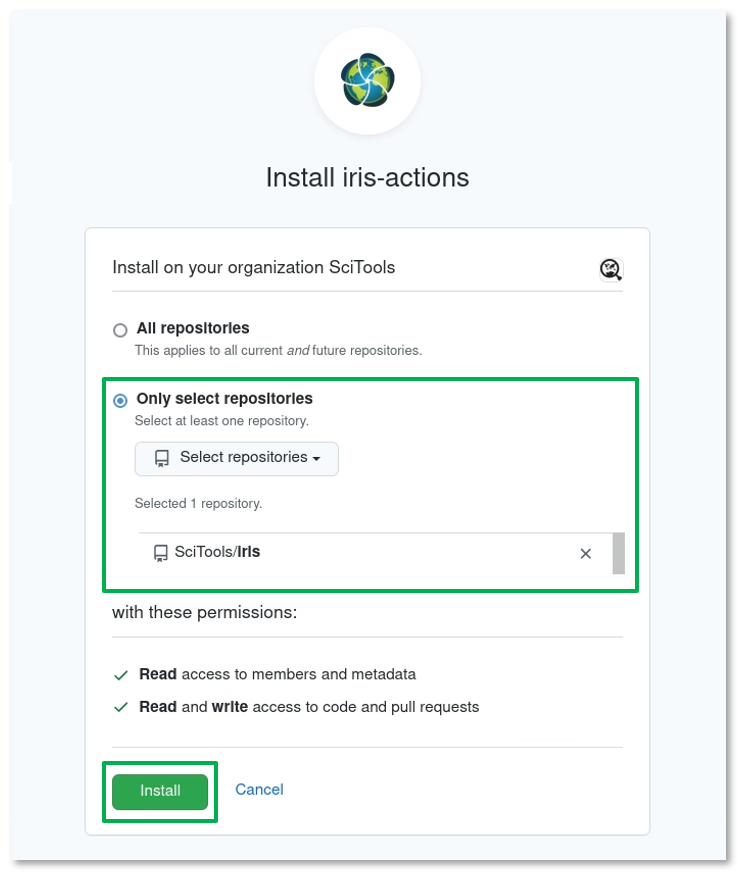 Install iris-actions
Install on your organization SciTools
All repositories
This applies to all current and future repositories.
Only select repositories
Select at least one repository.
Select repositories
Selected 1 repository.
SciTools/iris
with these permissions:
Read access to members and metadata
Read and write access to code and pull requests
Install Cancel